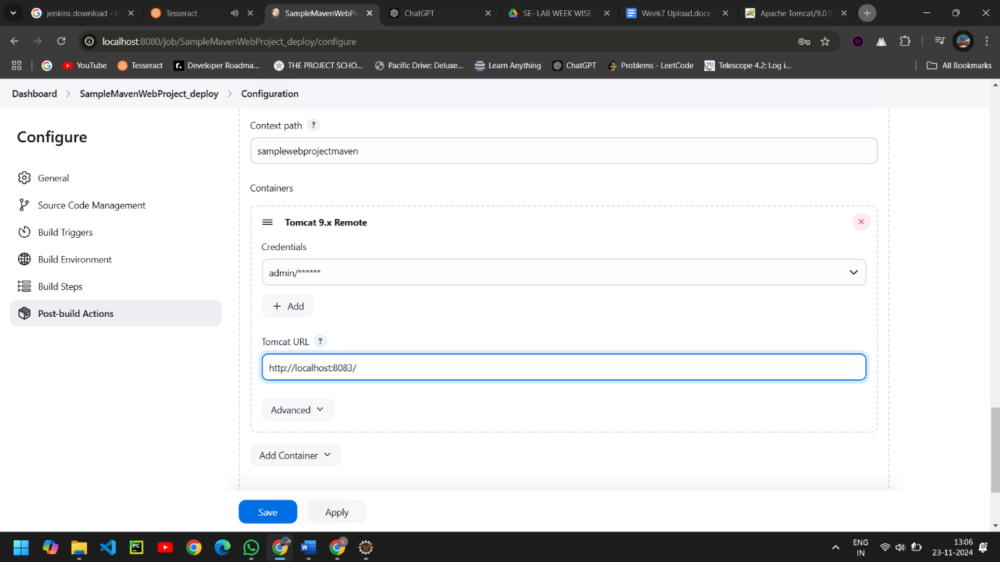 jenkins download - G
Tesseract
SampleMavenWebPr
ChatGPT
SE- LAB WEEK WISE
Week7 Upload.docx
Apache Tomcat/9.0.9
localhost:8080/job/SampleMavenWebProject_deploy/configure
YouTube
Tesseract
Developer Roadma...
THE PROJECT SCHO...
Pacific Drive: Deluxe...
Learn Anything
ChatGPT
Problems - LeetCode
Telescope 4.2: Log i...
All Bookmarks
Dashboard > SampleMavenWebProject_deploy > Configuration
Configure
General
Source Code Management
Build Triggers
Build Environment
Build Steps
Post-build Actions
Context path ?
samplewebprojectmaven
Containers
Tomcat 9.x Remote
Credentials
admin/******
+ Add
Tomcat URL ?
http://localhost:8083/
Advanced
Add Container
Save
Apply
ENG
IN
13:06
23-11-2024